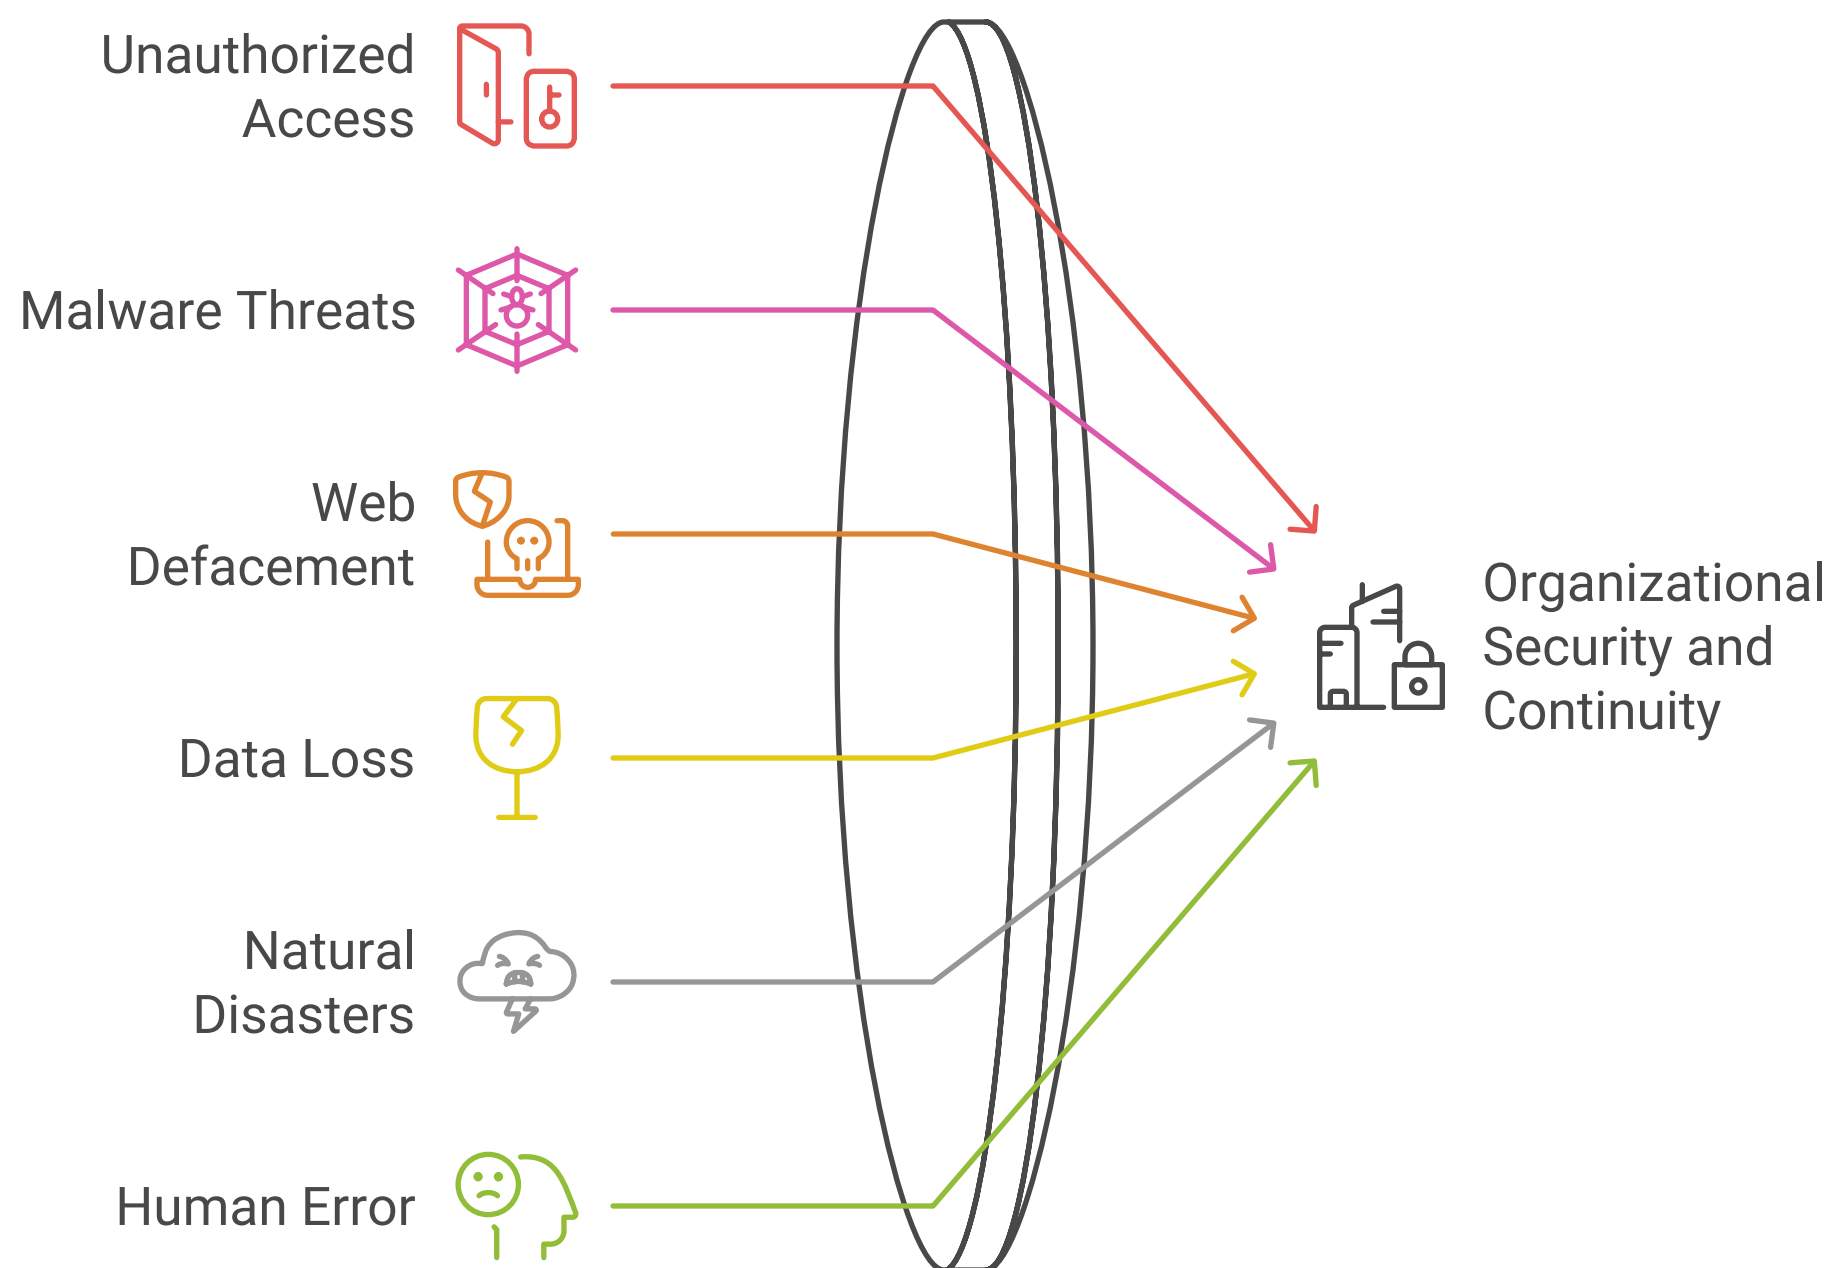 Unauthorized
Access
Malware Threats
Web
Defacement
Data Loss
Natural
Disasters
Human Error
Organizational
Security and
Continuity